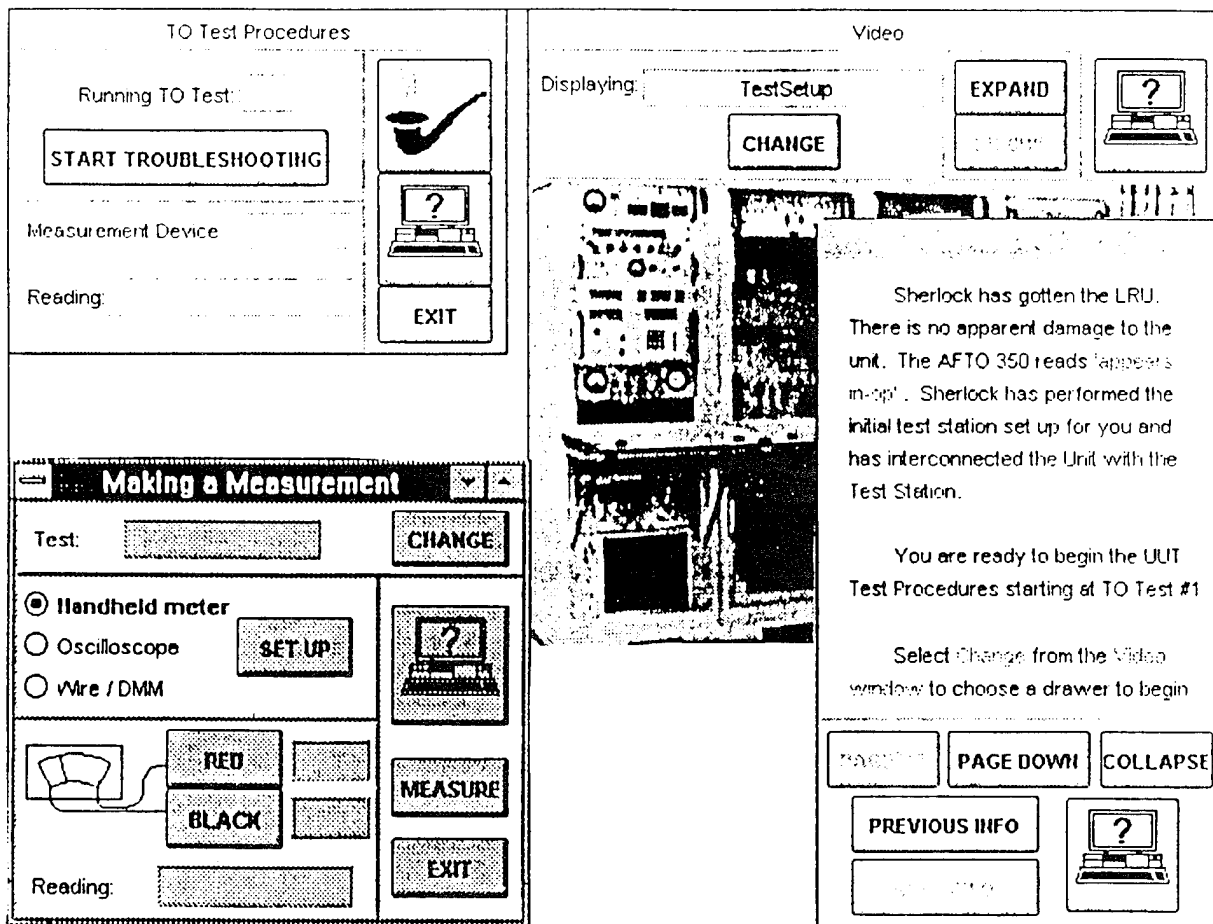 TO Test Procedures
Running TO Test:
START TROUBLESHOOTING
Measurement Device
Reading:
EXIT
Video
Displaying:
TestSetup
EXPAND
CHANGE
Sherlock has gotten the LRU.
There is no apparent damage to the
unit. The AFTO 350 reads 'appears
in-op'. Sherlock has performed the
initial test station set up for you and
has interconnected the Unit with the
Test Station.
You are ready to begin the UUT
Test Procedures starting at TO Test #1
Select Change from the Video
window to choose a drawer to begin
PAGE DOWN
COLLAPSE
PREVIOUS INFO
Making a Measurement
Test:
CHANGE
Handheld meter
Oscilloscope
Wire / DMM
SET UP
RED
BLACK
MEASURE
EXIT
Reading: